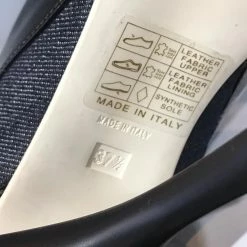 LEATHER
FABRIC
UPPER
LEATHER
FABRIC
LINING
SYNTHETIC
SOLE
MADE IN ITALY
MADE IN ITALY
37½